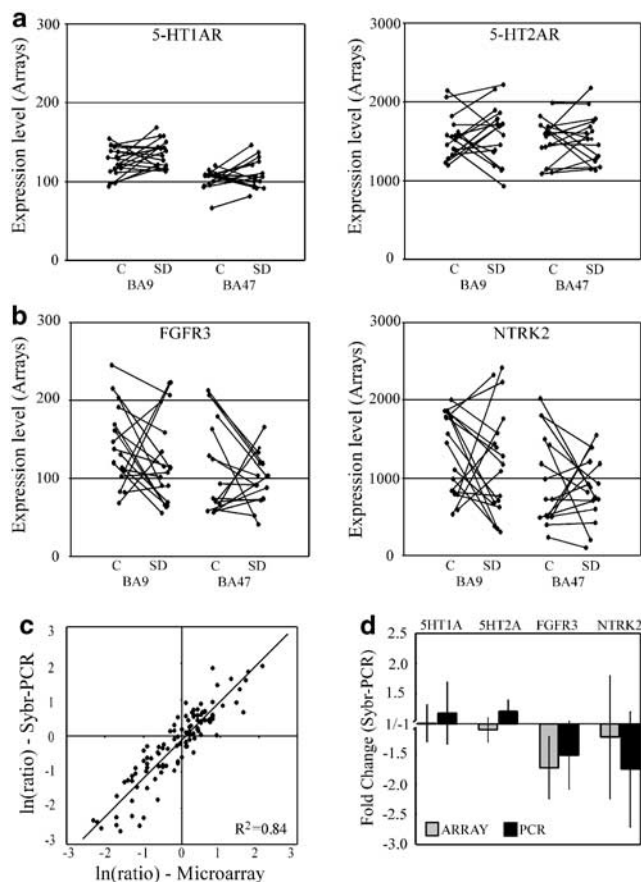 a
5-HT1AR
5-HT2AR
Expression level (Arrays)
300
200
100
0
C SD C SD
BA9 BA47
Expression level (Arrays)
3000
2000
1000
0
C SD C SD
BA9 BA47
b
FGFR3
NTRK2
Expression level (Arrays)
300
200
100
0
C SD C SD
BA9 BA47
Expression level (Arrays)
3000
2000
1000
0
C SD C SD
BA9 BA47
c
ln(ratio) - Sybr-PCR
3
2
1
0
-1
-2
-3
-3 -2 -1 0 1 2 3
R²=0.84
ln(ratio) - Microarray
d
5HT1A 5HT2A FGFR3 NTRK2
Fold Change (Sybr-PCR)
2.5
2.0
1.5
1/-1
-1.5
-2.0
-2.5
-3.0
ARRAY PCR